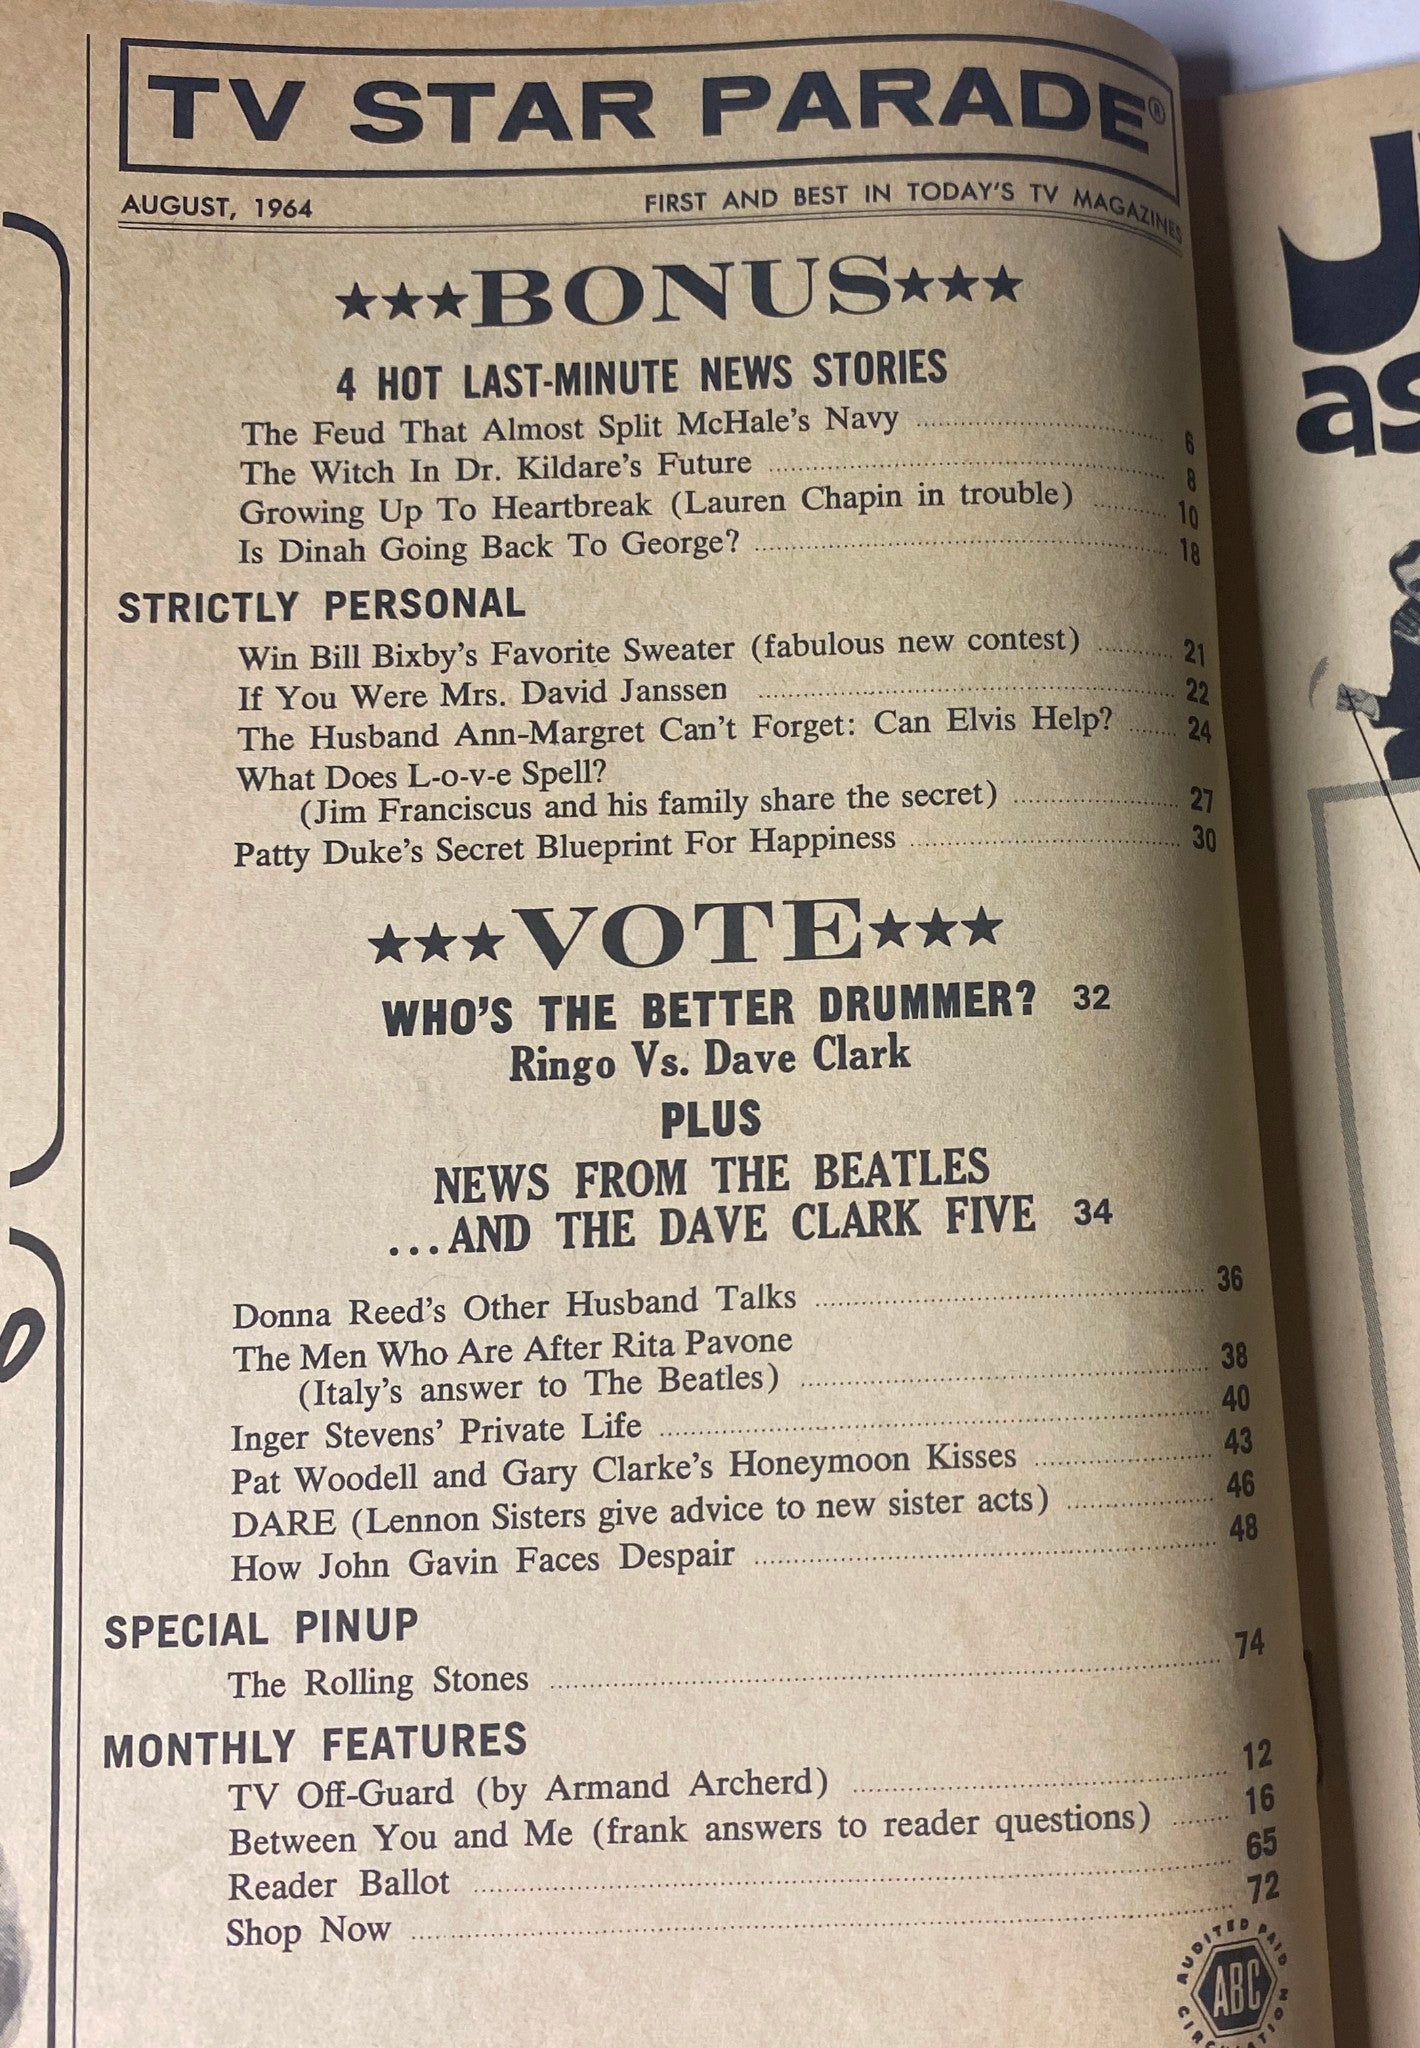 TV STAR PARADE®
AUGUST, 1964 FIRST AND BEST IN TODAY'S TV MAGAZINES
★★★BONUS★★★
4 HOT LAST-MINUTE NEWS STORIES
The Feud That Almost Split McHale's Navy 6
The Witch In Dr. Kildare's Future 8
Growing Up To Heartbreak (Lauren Chapin in trouble) 10
Is Dinah Going Back To George? 18
STRICTLY PERSONAL
Win Bill Bixby's Favorite Sweater (fabulous new contest) 21
If You Were Mrs. David Janssen 22
The Husband Ann-Margret Can't Forget: Can Elvis Help? 24
What Does L-o-v-e Spell?
(Jim Franciscus and his family share the secret) 27
Patty Duke's Secret Blueprint For Happiness 30
★★★VOTE★★★
WHO'S THE BETTER DRUMMER? 32
Ringo Vs. Dave Clark
PLUS
NEWS FROM THE BEATLES
...AND THE DAVE CLARK FIVE 34
Donna Reed's Other Husband Talks 36
The Men Who Are After Rita Pavone
(Italy's answer to The Beatles) 38
Inger Stevens' Private Life 40
Pat Woodell and Gary Clarke's Honeymoon Kisses 43
DARE (Lennon Sisters give advice to new sister acts) 46
How John Gavin Faces Despair 48
SPECIAL PINUP
The Rolling Stones 74
MONTHLY FEATURES
TV Off-Guard (by Armand Archerd) 12
Between You and Me (frank answers to reader questions) 16
Reader Ballot 65
Shop Now 72
AUDITED PAID
ABC
CIRCULATION
as